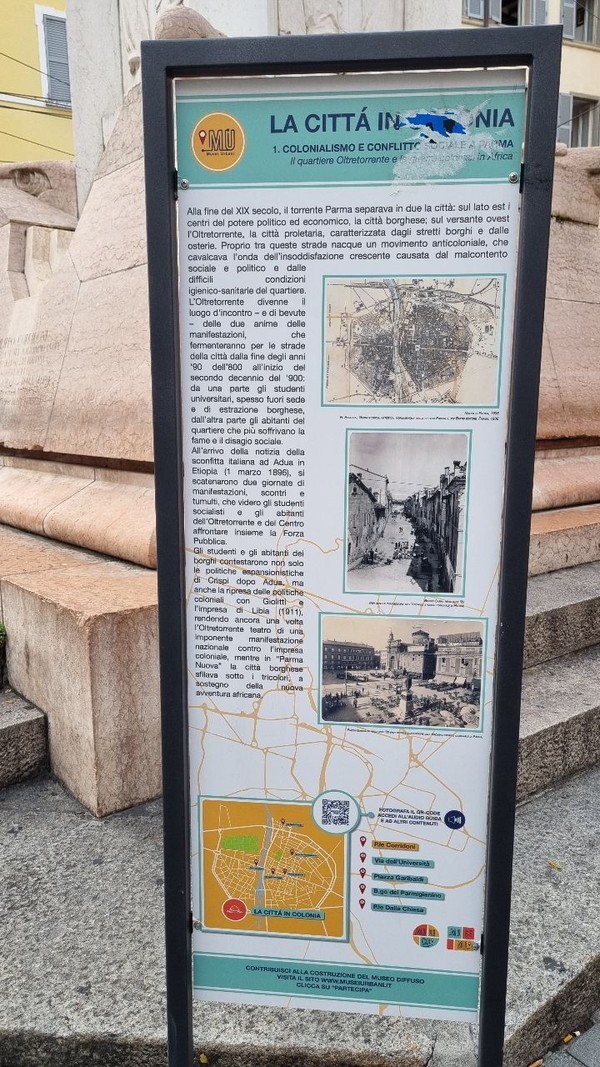 MU
Musei Urbani
LA CITTÁ IN COLONIA
1. COLONIALISMO E CONFLITTO SOCIALE A PARMA
Il quartiere Oltretorrente e in Africa
Alla fine del XIX secolo, il torrente Parma separava in due la città: sul lato est i
centri del potere politico ed economico, la città borghese; sul versante ovest
l'Oltretorrente, la città proletaria, caratterizzata dagli stretti borghi e dalle
osterie. Proprio tra queste strade nacque un movimento anticoloniale, che
cavalcava l'onda dell'insoddisfazione crescente causata dal malcontento
sociale e politico e dalle
difficili condizioni
igienico-sanitarie del quartiere.
L'Oltretorrente divenne il
luogo d'incontro – e di bevute
– delle due anime delle
manifestazioni, che
fermenteranno per le strade
della città dalla fine degli anni
'90 dell'800 all'inizio del
secondo decennio del '900:
da una parte gli studenti
universitari, spesso fuori sede
e di estrazione borghese,
dall'altra parte gli abitanti del
quartiere che più soffrivano la
fame e il disagio sociale.
All'arrivo della notizia della
sconfitta italiana ad Adua in
Etiopia (1 marzo 1896), si
scatenarono due giornate di
manifestazioni, scontri e
tumulti, che videro gli studenti
socialisti e gli abitanti
dell'Oltretorrente e del Centro
affrontare insieme la Forza
Pubblica.
Gli studenti e gli abitanti dei
borghi contestarono non solo
le politiche espansionistiche
di Crispi dopo Adua, ma
anche la ripresa delle politiche
coloniali con Giolitti e
l'impresa di Libia (1911),
rendendo ancora una volta
l'Oltretorrente teatro di una
imponente manifestazione
nazionale contro l'impresa
coloniale, mentre in "Parma
Nuova" la città borghese
sfilava sotto i tricolori, a
sostegno della nuova
avventura africana.
FOTOGRAFA IL QR-CODE
ACCEDI ALL'AUDIO GUIDA
E AD ALTRI CONTENUTI
P.le Corridoni
Via dell'Università
Piazza Garibaldi
B.go del Parmigianino
P.le Dalla Chiesa
LA CITTÀ IN COLONIA
CONTRIBUISCI ALLA COSTRUZIONE DEL MUSEO DIFFUSO
VISITA IL SITO WWW.MUSEIURBANI.IT
CLICCA SU "PARTECIPA"